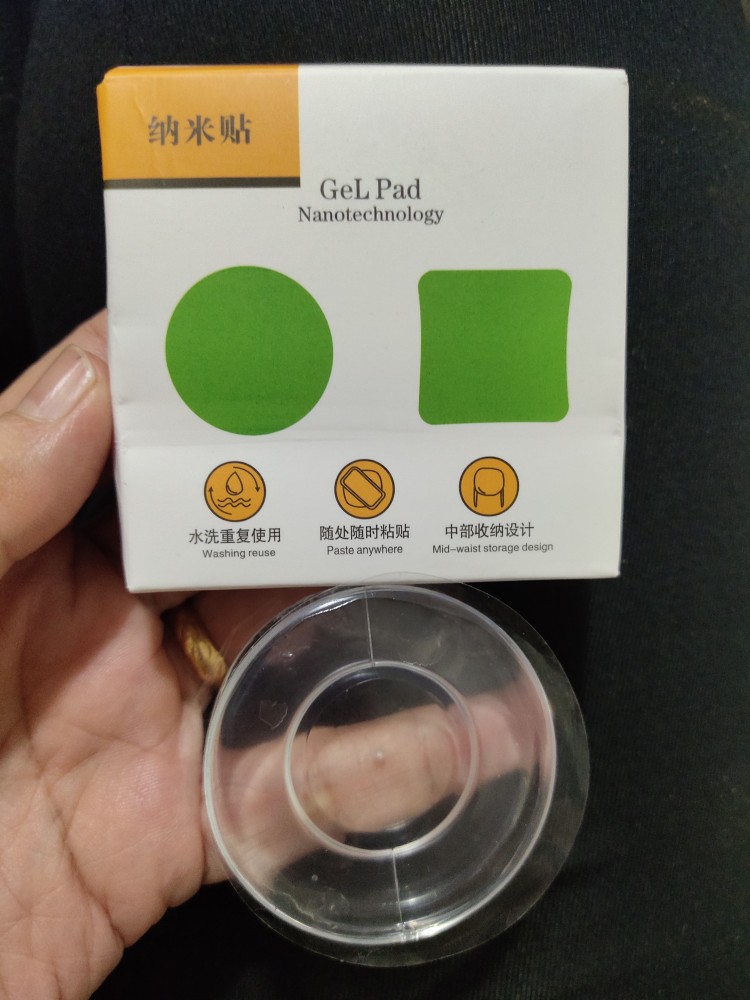 纳米贴
GeL Pad
Nanotechnology
水洗重复使用
Washing reuse
随处随时粘贴
Paste anywhere
中部收纳设计
Mid-waist storage design